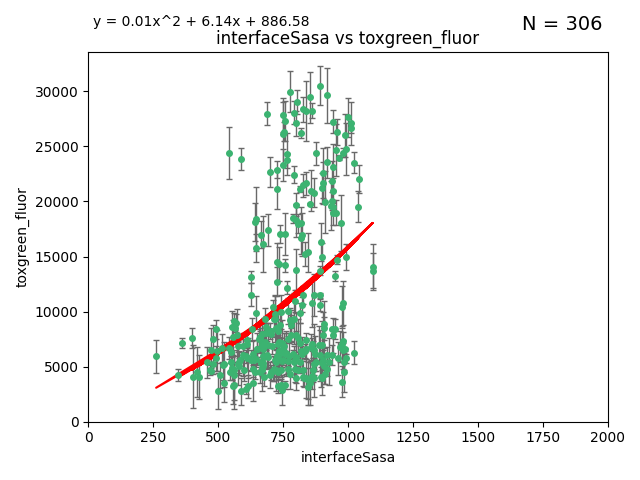 y = 0.01x^2 + 6.14x + 886.58
N = 306
interfaceSasa vs toxgreen_fluor
toxgreen_fluor
30000
25000
20000
15000
10000
5000
0
0 250 500 750 1000 1250 1500 1750 2000
interfaceSasa